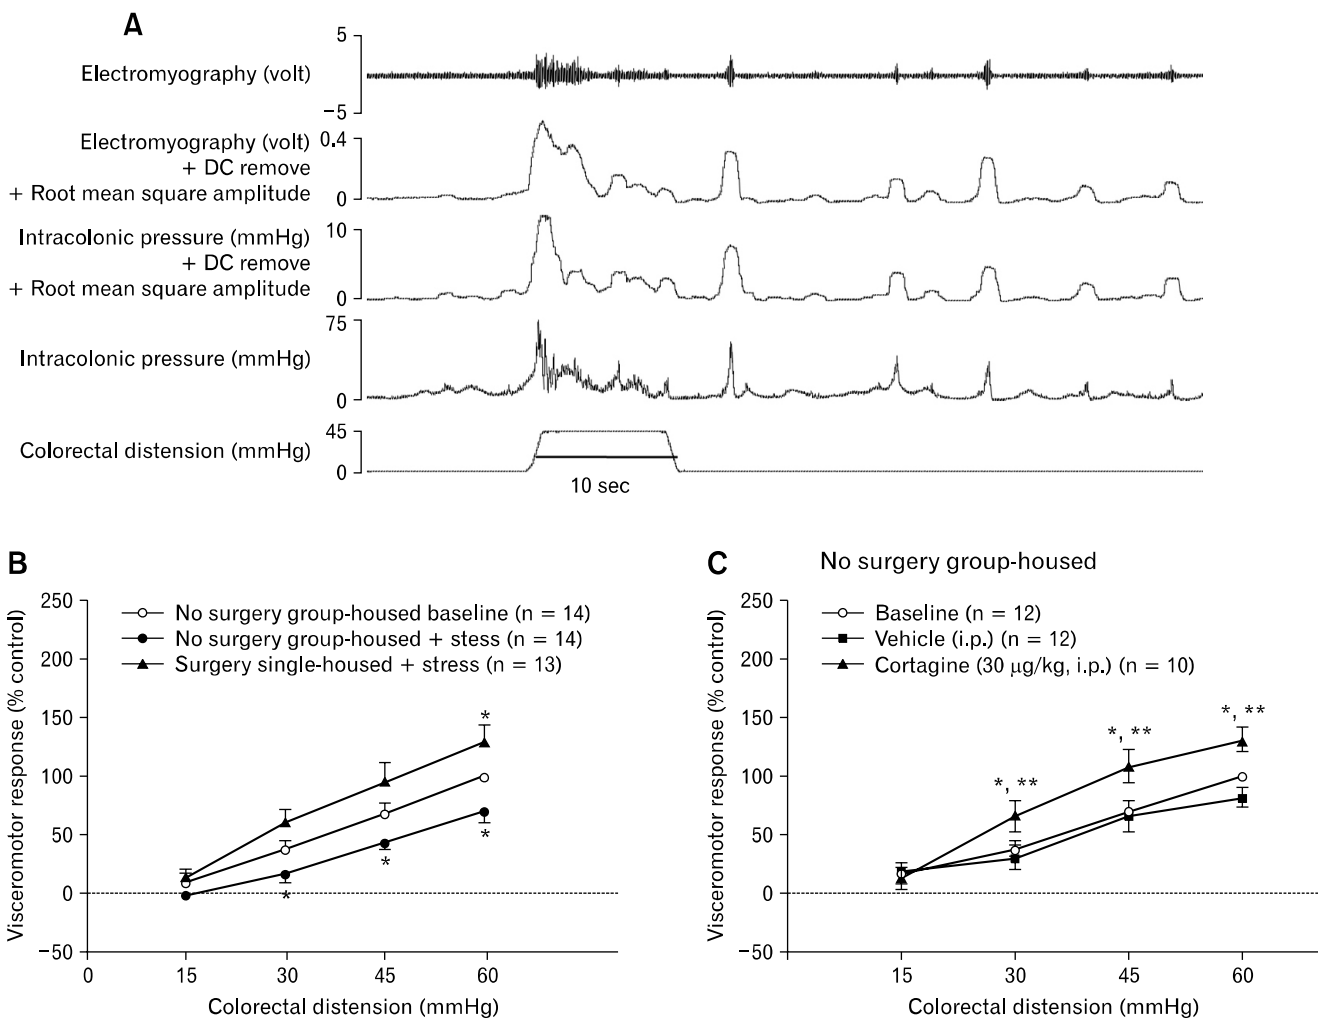 A
5
Electromyography (volt)
−5
Electromyography (volt)
+ DC remove
+ Root mean square amplitude
0.4
0
Intracolonic pressure (mmHg)
+ DC remove
+ Root mean square amplitude
10
0
75
Intracolonic pressure (mmHg)
0
45
Colorectal distension (mmHg)
0
10 sec
B
250
200
150
100
50
0
−50
Visceromotor response (% control)
No surgery group-housed baseline (n = 14)
No surgery group-housed + stess (n = 14)
Surgery single-housed + stress (n = 13)
*
*
*
*
0 15 30 45 60
Colorectal distension (mmHg)
C
No surgery group-housed
250
200
150
100
50
0
−50
Visceromotor response (% control)
Baseline (n = 12)
Vehicle (i.p.) (n = 12)
Cortagine (30 μg/kg, i.p.) (n = 10)
*, **
*, **
*, **
15 30 45 60
Colorectal distension (mmHg)